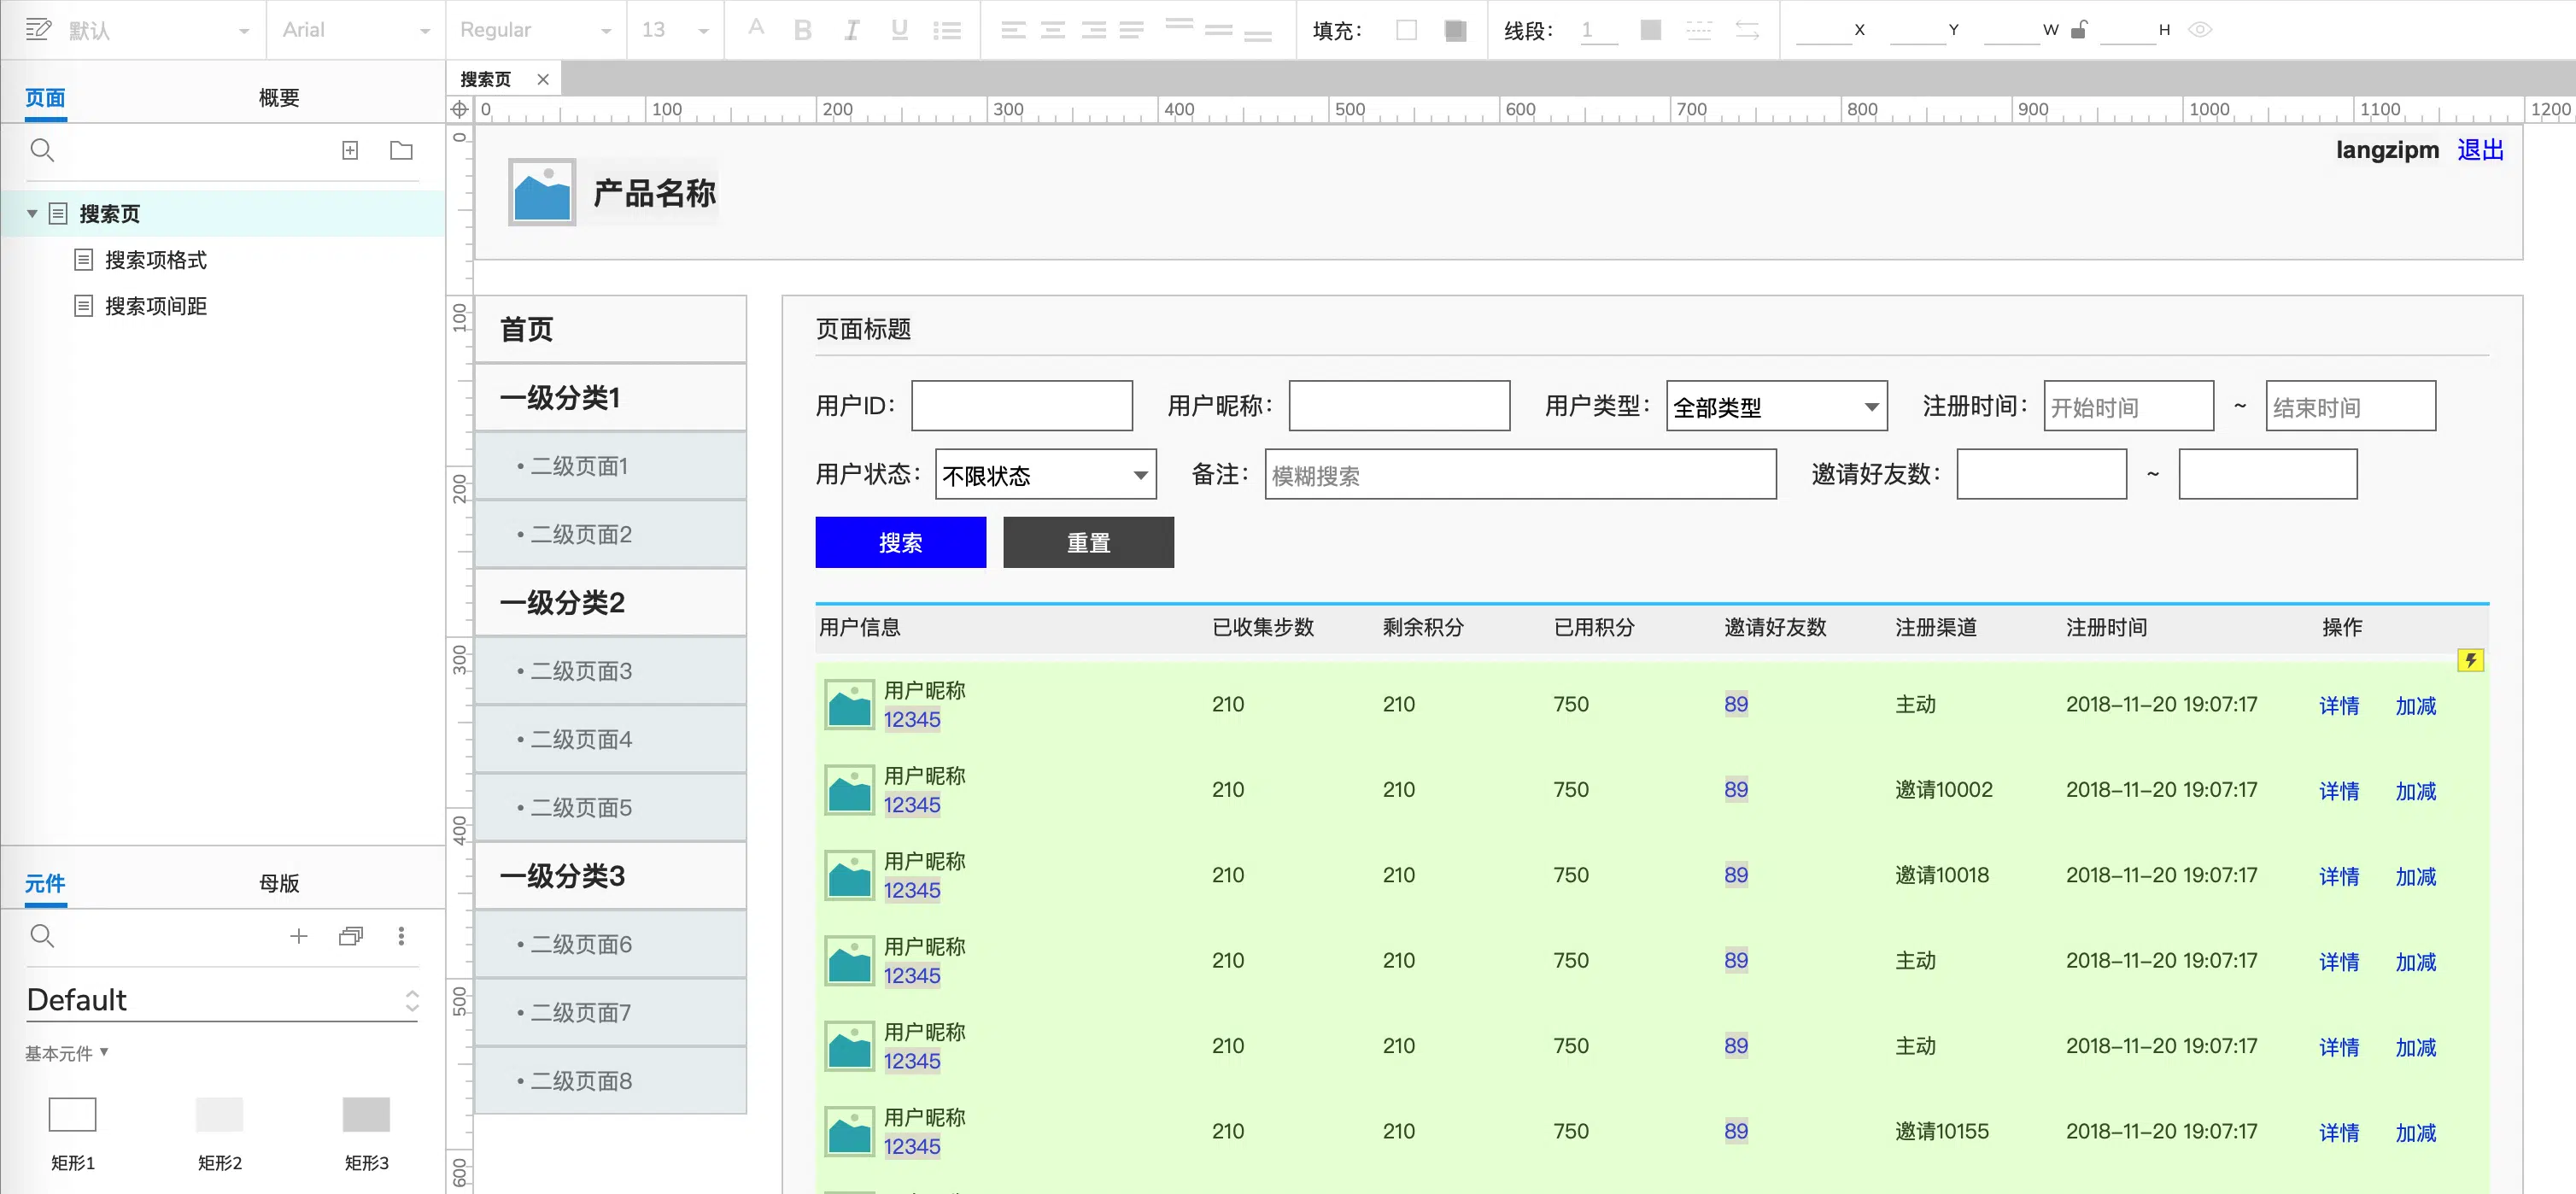 默认 Arial Regular 13 A B I U 填充： 线段： 1 X Y W H
页面 概要
搜索页
搜索项格式
搜索项间距
元件 母版
Default
基本元件
矩形1 矩形2 矩形3
搜索页
0 100 200 300 400 500 600 700 800 900 1000 1100 1200
0
100
200
300
400
500
600
langzipm 退出
产品名称
首页
一级分类1
• 二级页面1
• 二级页面2
一级分类2
• 二级页面3
• 二级页面4
• 二级页面5
一级分类3
• 二级页面6
• 二级页面7
• 二级页面8
页面标题
用户ID： 用户昵称： 用户类型： 全部类型 注册时间： 开始时间 ~ 结束时间
用户状态： 不限状态 备注： 模糊搜索 邀请好友数： ~
搜索 重置
用户信息 已收集步数 剩余积分 已用积分 邀请好友数 注册渠道 注册时间 操作
用户昵称
12345 210 210 750 89 主动 2018-11-20 19:07:17 详情 加减
用户昵称
12345 210 210 750 89 邀请10002 2018-11-20 19:07:17 详情 加减
用户昵称
12345 210 210 750 89 邀请10018 2018-11-20 19:07:17 详情 加减
用户昵称
12345 210 210 750 89 主动 2018-11-20 19:07:17 详情 加减
用户昵称
12345 210 210 750 89 主动 2018-11-20 19:07:17 详情 加减
用户昵称
12345 210 210 750 89 邀请10155 2018-11-20 19:07:17 详情 加减